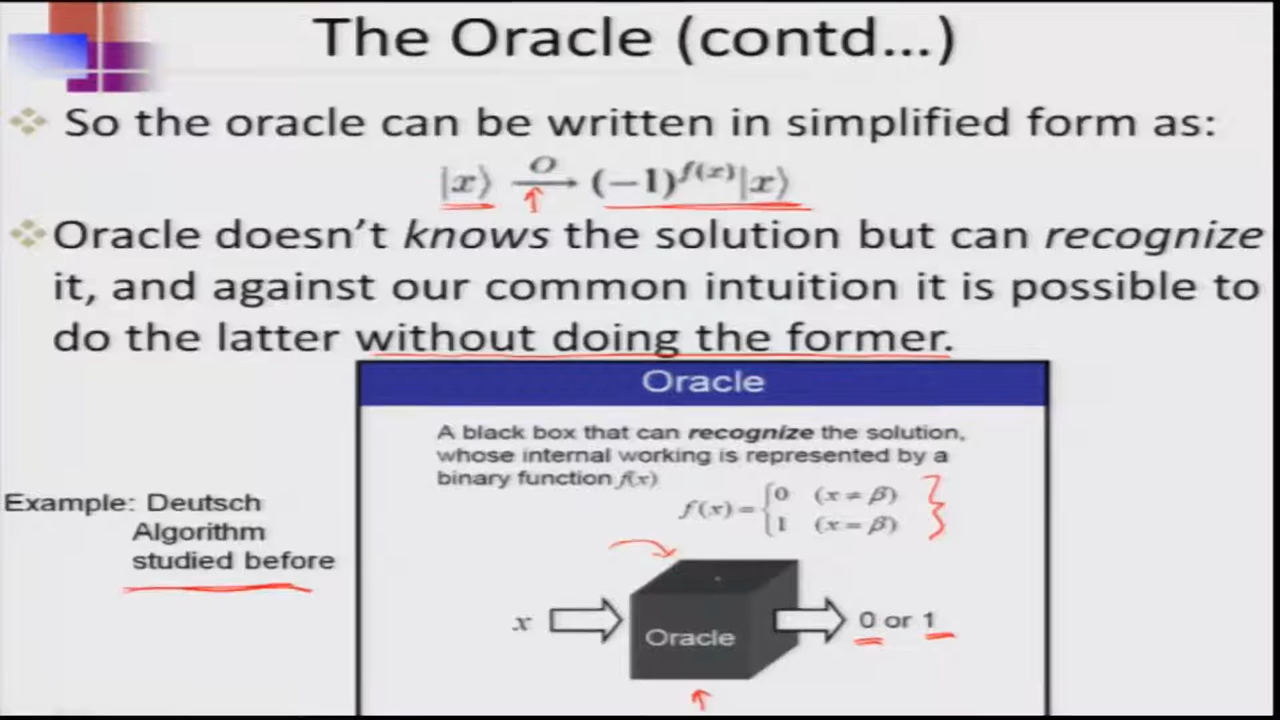 The Oracle (contd...)
So the oracle can be written in simplified form as:
|x⟩ —O→ (−1)^f(x)|x⟩
Oracle doesn't knows the solution but can recognize
it, and against our common intuition it is possible to
do the latter without doing the former.
Oracle
A black box that can recognize the solution,
whose internal working is represented by a
binary function f(x)
f(x) = { 0 (x ≠ β)
1 (x = β)
Example: Deutsch
Algorithm
studied before
x
Oracle
0 or 1